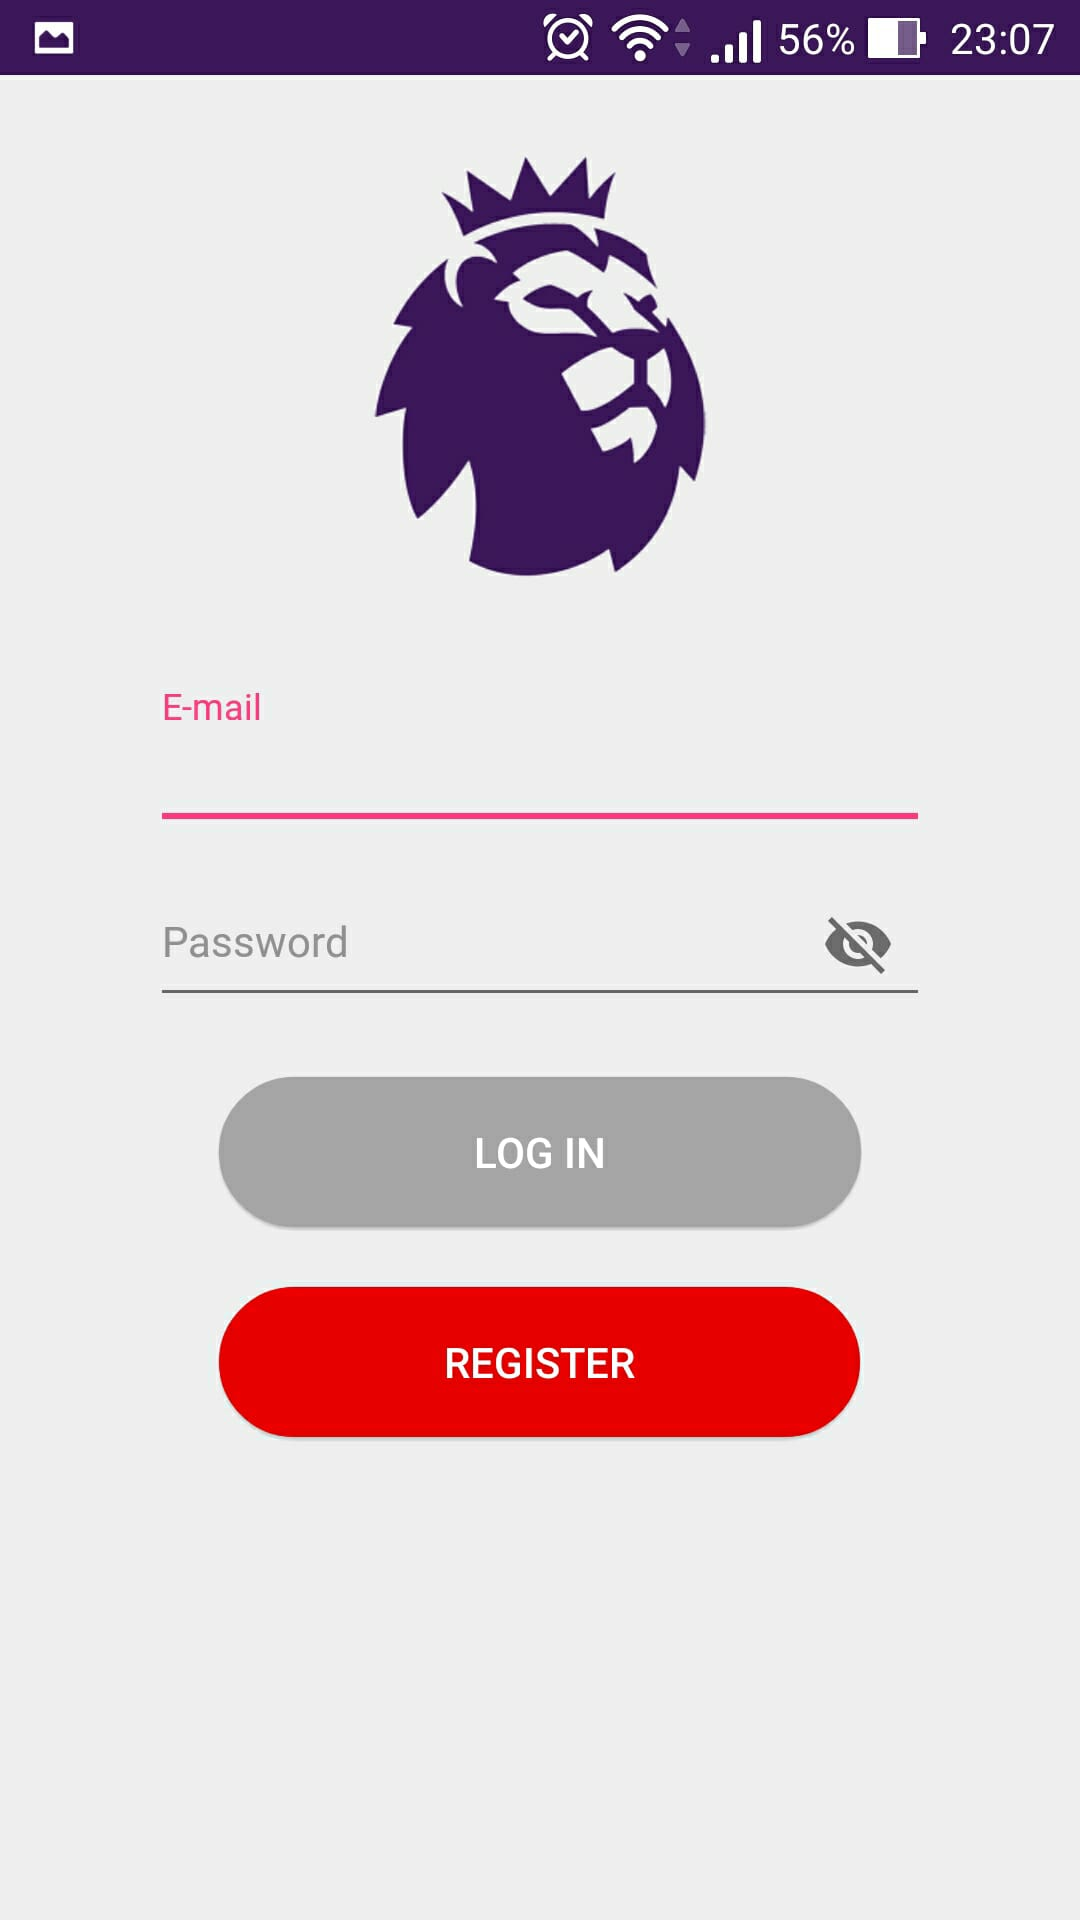 56% 23:07
E-mail
Password
LOG IN
REGISTER